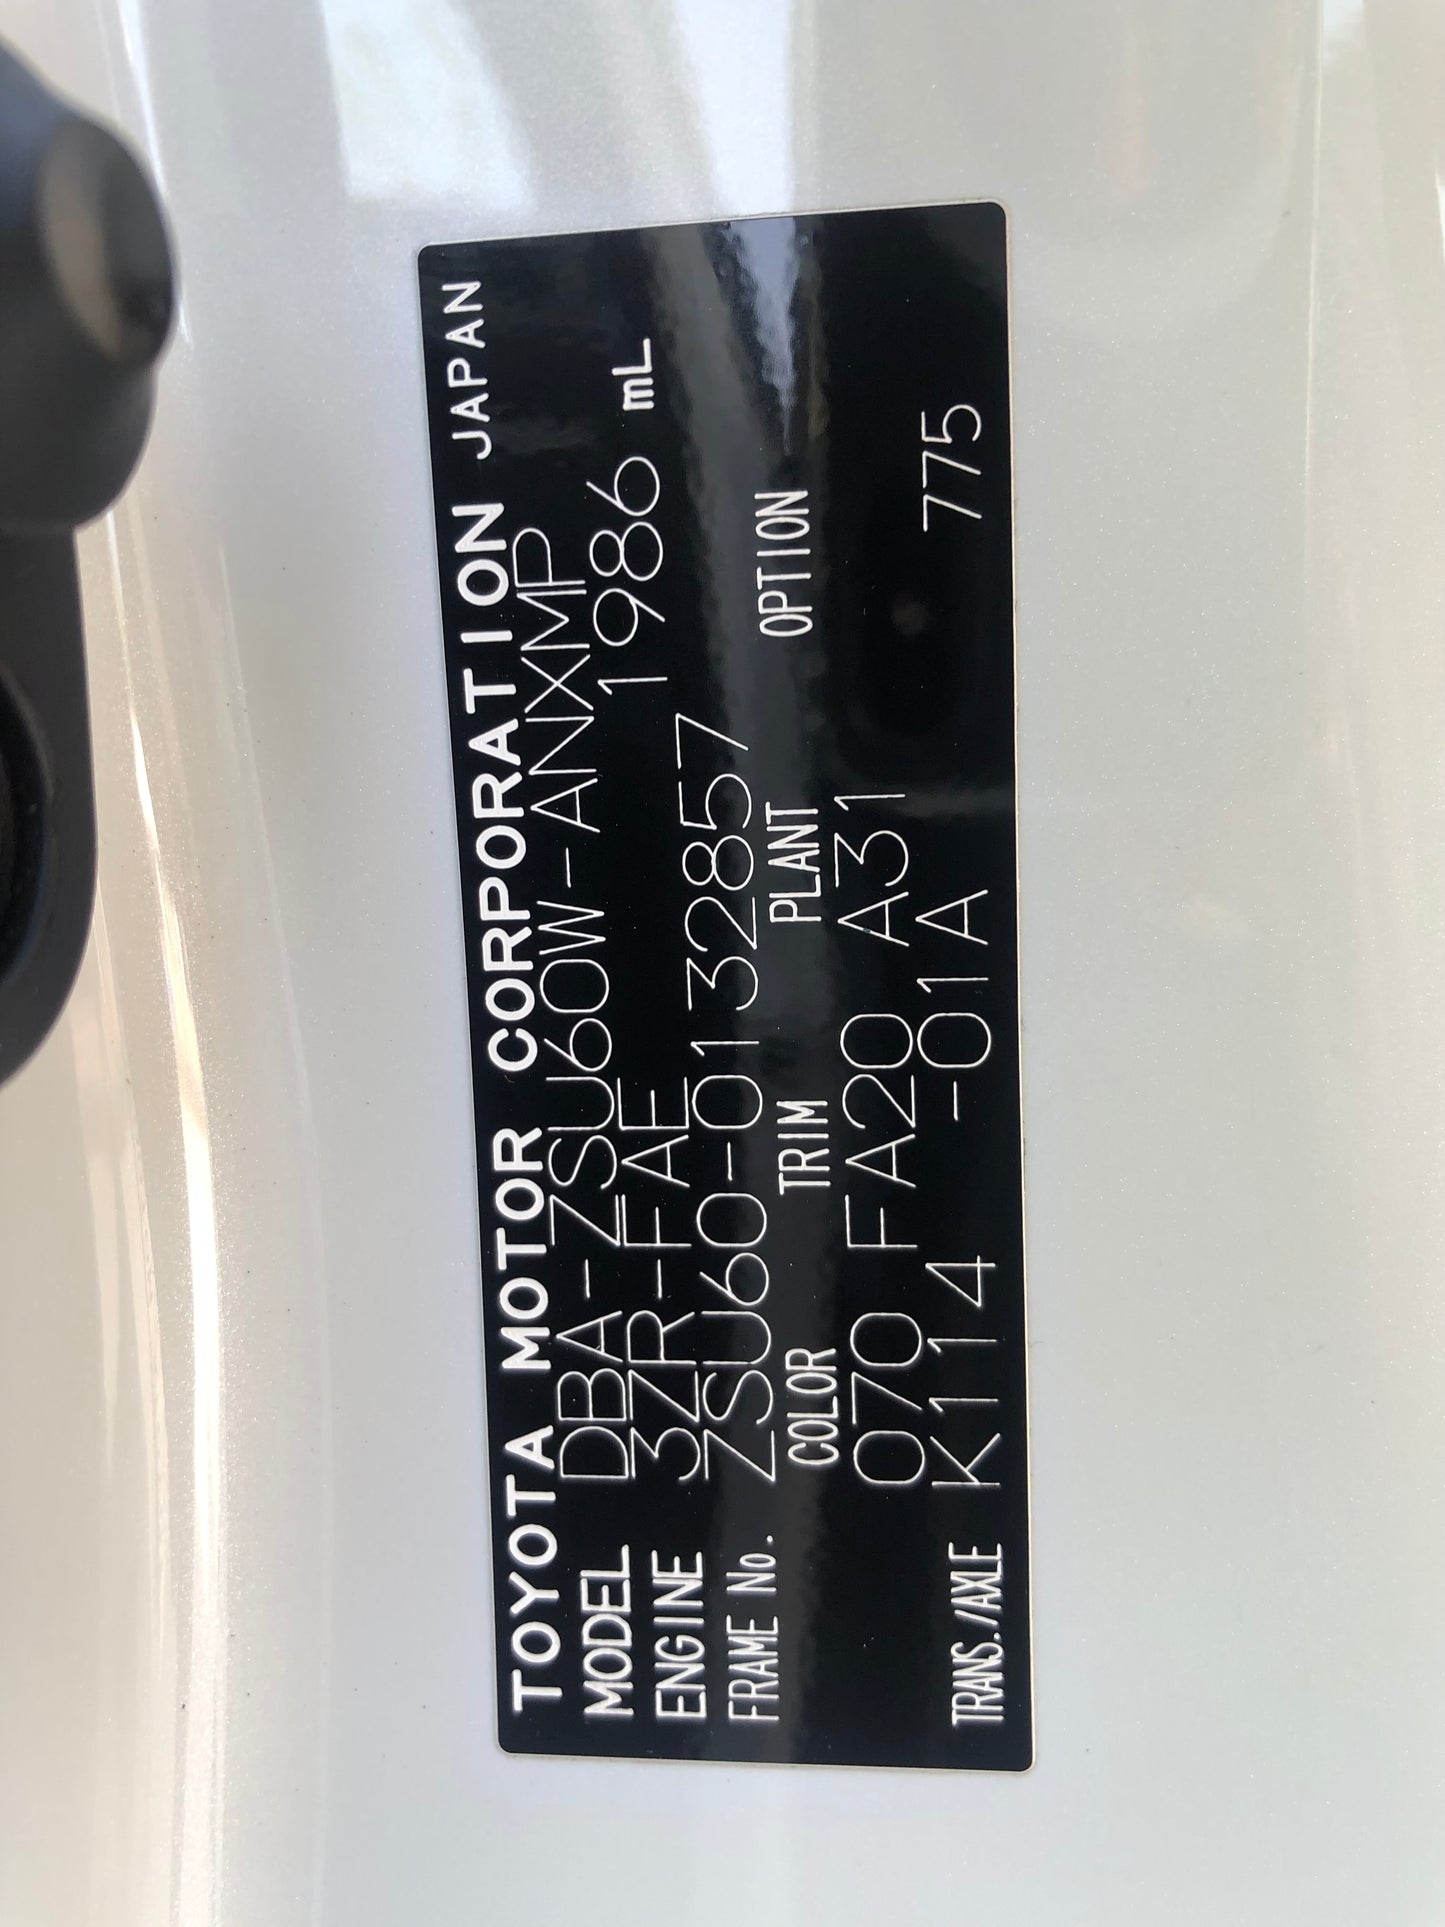 TOYOTA MOTOR CORPORATION JAPAN
MODEL DBA-ZSU60W-ANXMP
ENGINE 3ZR-FAE 1986 mL
FRAME No. ZSU60-0132857
COLOR TRIM PLANT OPTION
070 FA20 A31
TRANS./AXLE K114 -01A 775